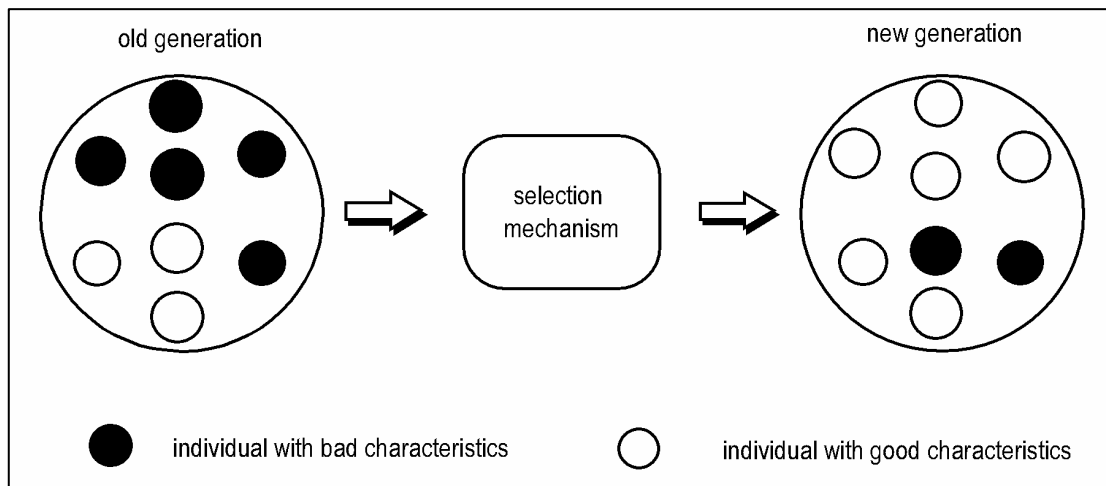 old generation
new generation
selection
mechanism
individual with bad characteristics
individual with good characteristics